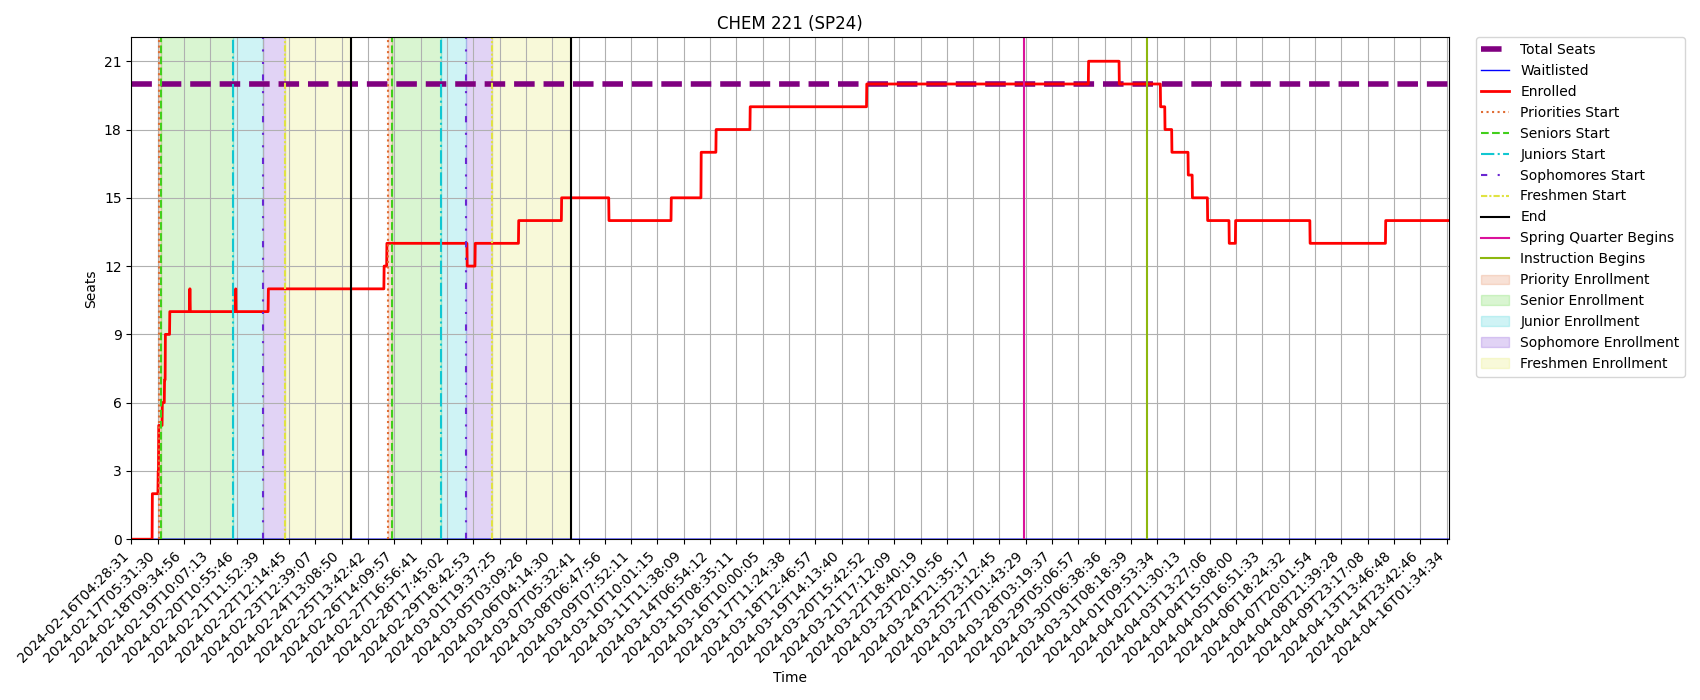 CHEM 221 (SP24)
Seats
21
18
15
12
9
6
3
0
2024-02-16T04:28:31
2024-02-17T05:31:30
2024-02-18T09:34:56
2024-02-19T10:07:13
2024-02-20T10:55:46
2024-02-21T11:52:39
2024-02-22T12:14:45
2024-02-23T12:39:07
2024-02-24T13:08:50
2024-02-25T13:42:42
2024-02-26T14:09:57
2024-02-27T16:56:41
2024-02-28T17:45:02
2024-02-29T18:42:53
2024-03-01T19:37:25
2024-03-05T03:09:26
2024-03-06T04:14:30
2024-03-07T05:32:41
2024-03-08T06:47:56
2024-03-09T07:52:11
2024-03-10T10:01:15
2024-03-11T11:38:09
2024-03-14T06:54:12
2024-03-15T08:35:11
2024-03-16T10:00:05
2024-03-17T11:24:38
2024-03-18T12:46:57
2024-03-19T14:13:40
2024-03-20T15:42:52
2024-03-21T17:12:09
2024-03-22T18:40:19
2024-03-23T20:10:56
2024-03-24T21:35:17
2024-03-25T23:12:45
2024-03-27T01:43:29
2024-03-28T03:19:37
2024-03-29T05:06:57
2024-03-30T06:38:36
2024-03-31T08:18:39
2024-04-01T09:53:34
2024-04-02T11:30:13
2024-04-03T13:27:06
2024-04-04T15:08:00
2024-04-05T16:51:33
2024-04-06T18:24:32
2024-04-07T20:01:54
2024-04-08T21:39:28
2024-04-09T23:17:08
2024-04-13T13:46:48
2024-04-14T23:42:46
2024-04-16T01:34:34
Time
Total Seats
Waitlisted
Enrolled
Priorities Start
Seniors Start
Juniors Start
Sophomores Start
Freshmen Start
End
Spring Quarter Begins
Instruction Begins
Priority Enrollment
Senior Enrollment
Junior Enrollment
Sophomore Enrollment
Freshmen Enrollment